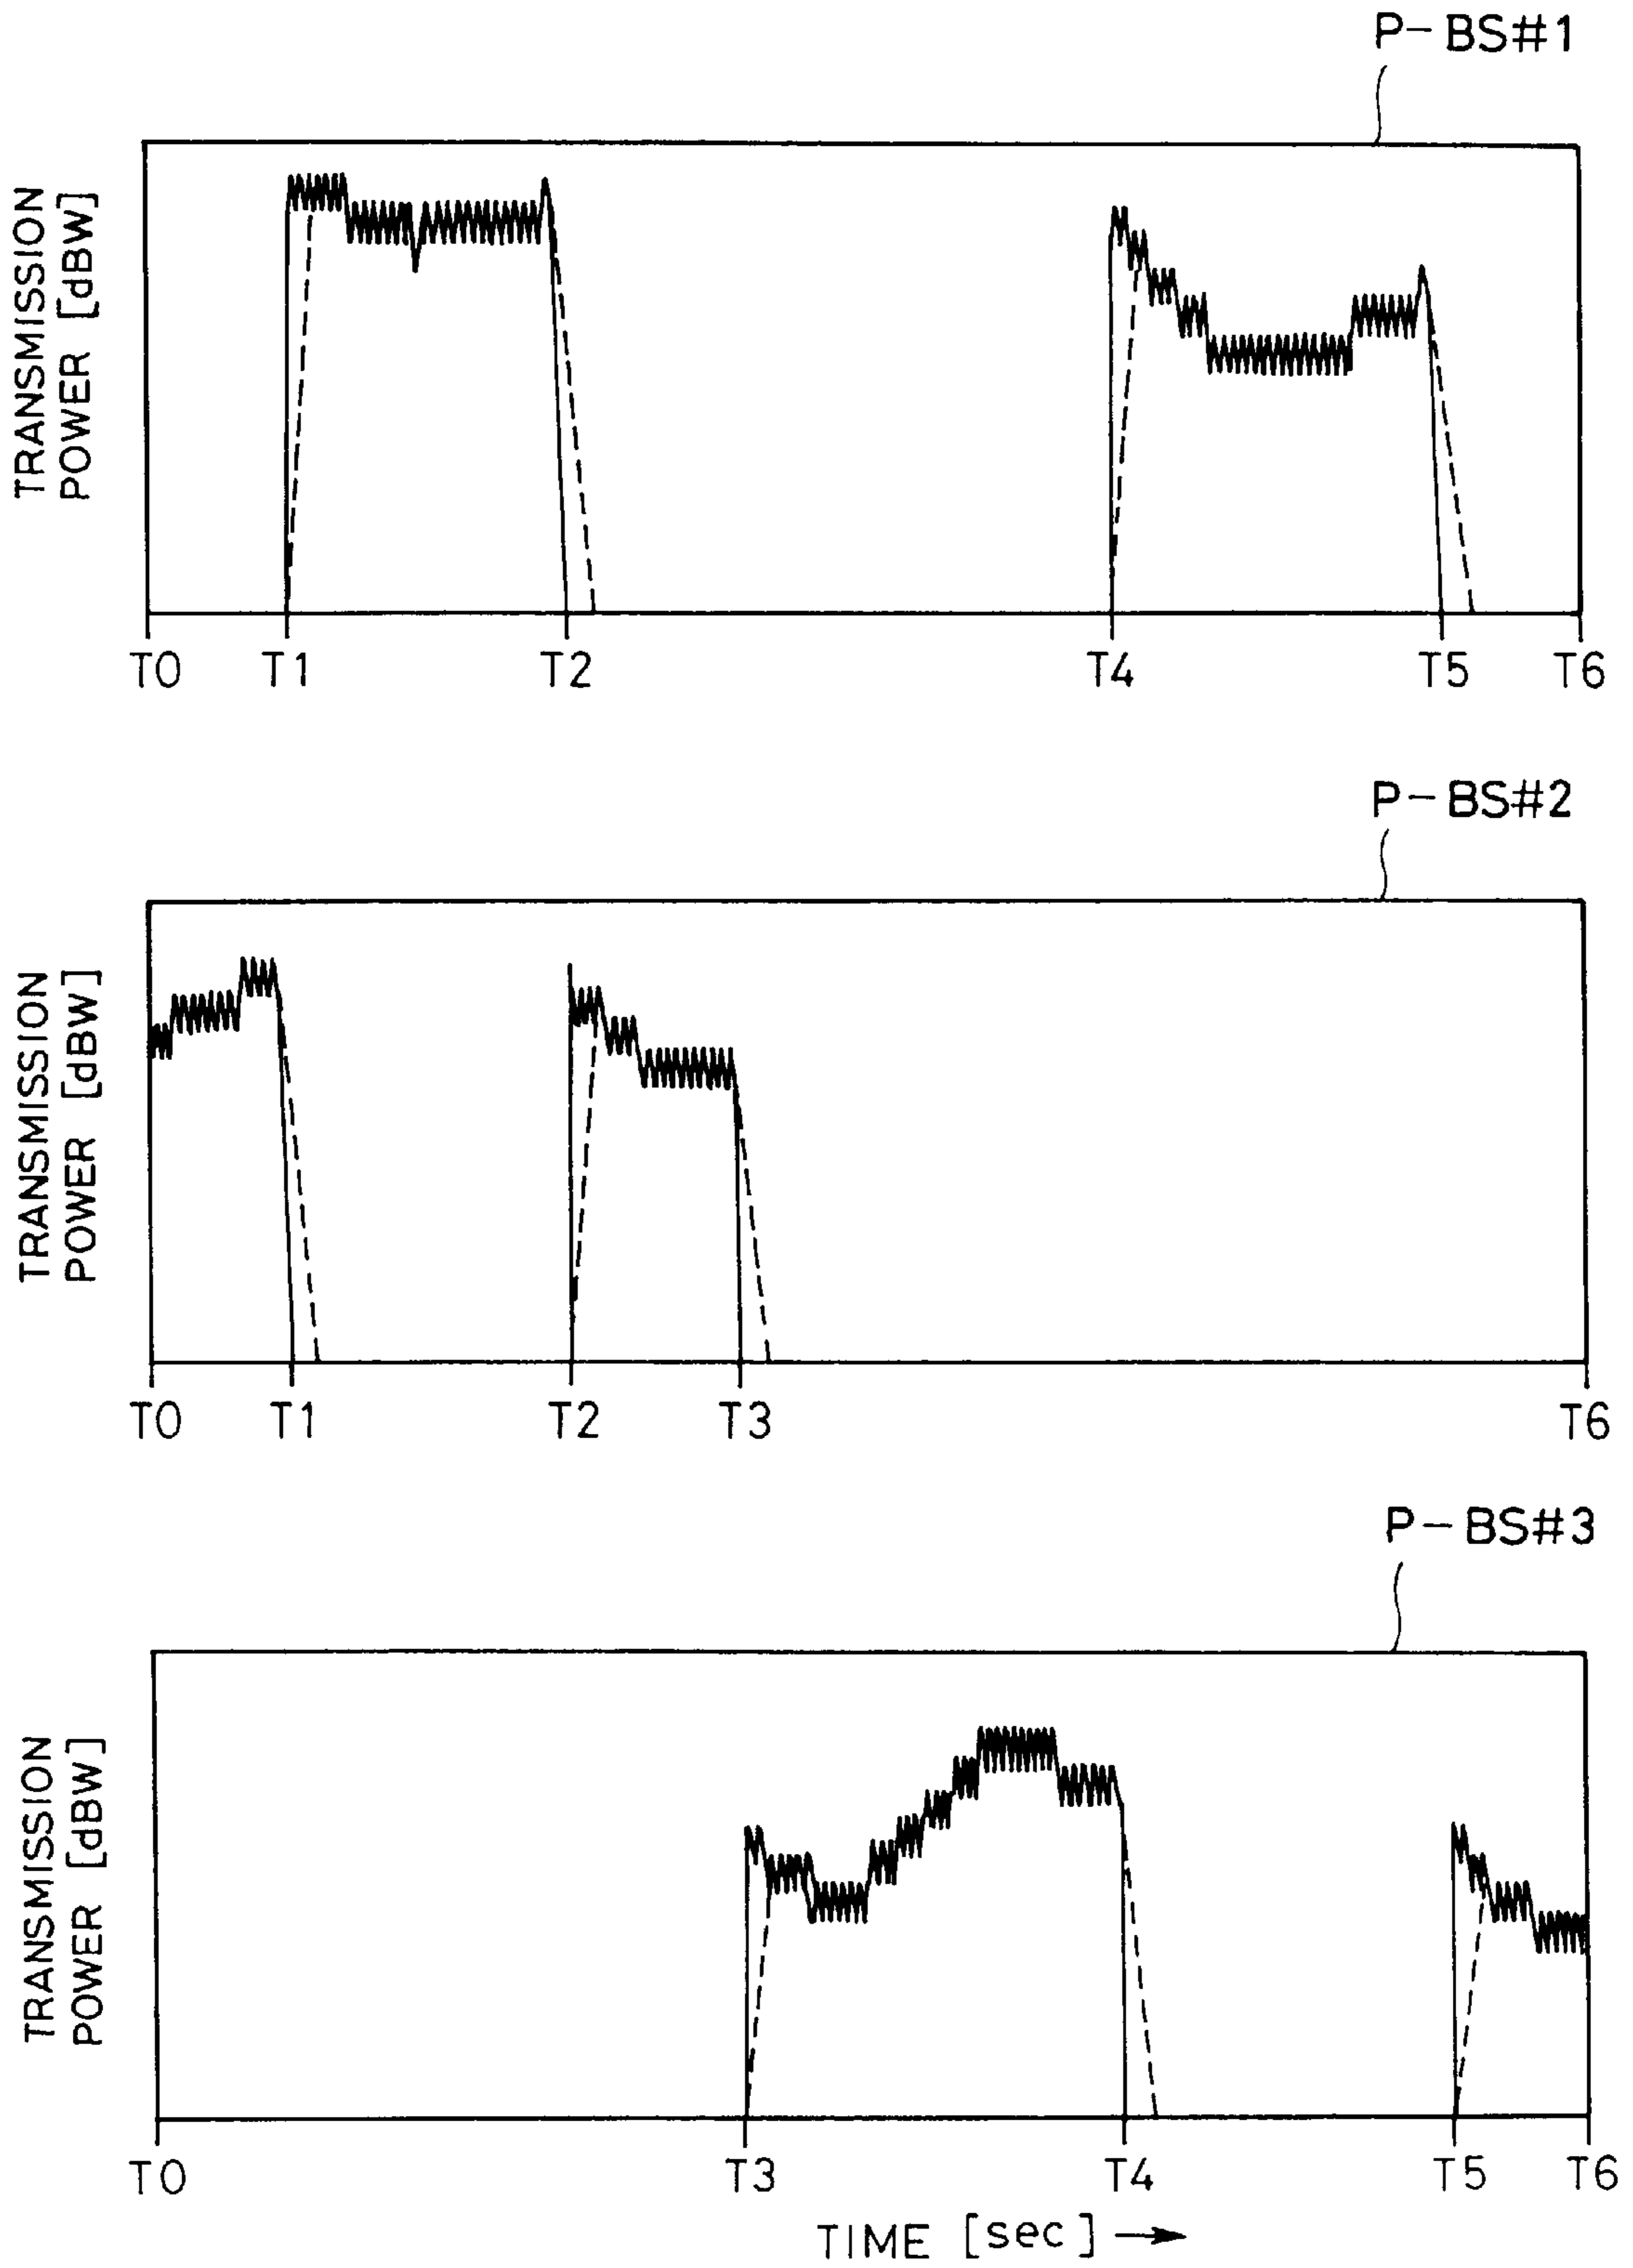 P-BS#1
TRANSMISSION
POWER [dBW]
T0 T1 T2 T4 T5 T6
P-BS#2
TRANSMISSION
POWER [dBW]
T0 T1 T2 T3 T6
P-BS#3
TRANSMISSION
POWER [dBW]
T0 T3 T4 T5 T6
TIME [sec]